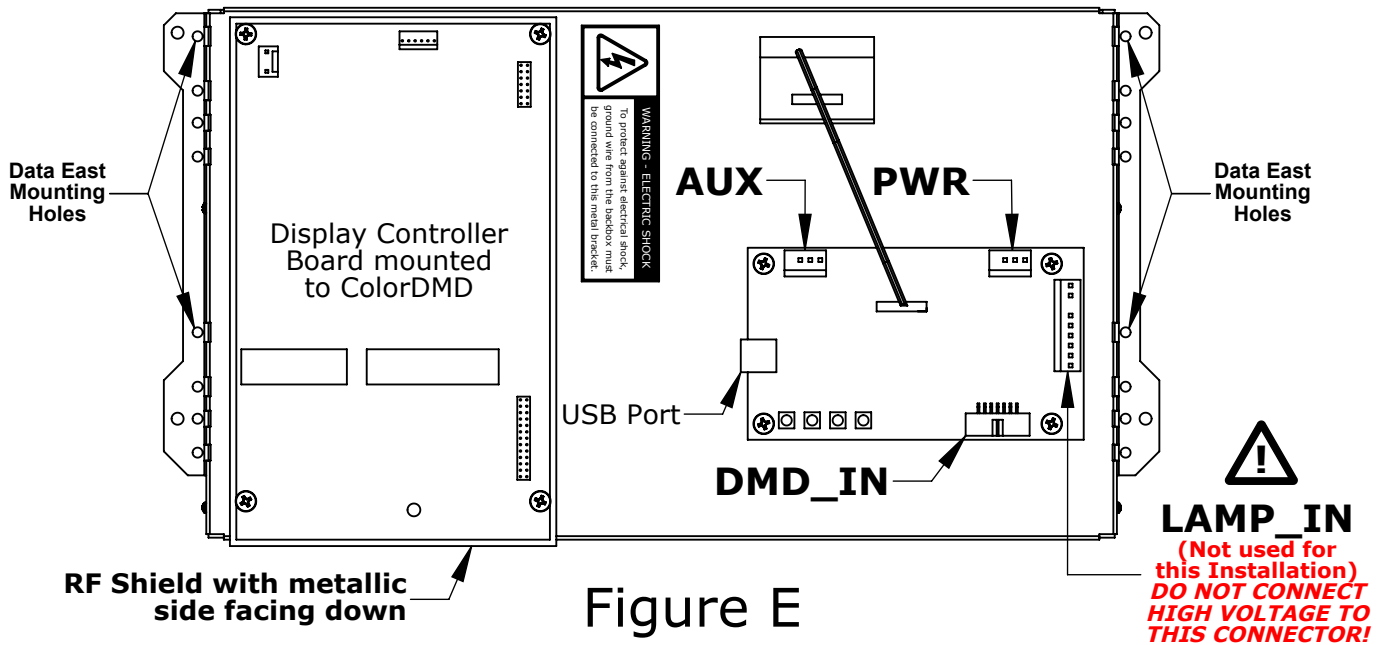 WARNING - ELECTRIC SHOCK
To protect against electrical shock,
ground wire from the backbox must
be connected to this metal bracket.
AUX
PWR
Data East
Mounting
Holes
Data East
Mounting
Holes
Display Controller
Board mounted
to ColorDMD
USB Port
DMD_IN
!
LAMP_IN
(Not used for
this Installation)
DO NOT CONNECT
HIGH VOLTAGE TO
THIS CONNECTOR!
RF Shield with metallic
side facing down
Figure E